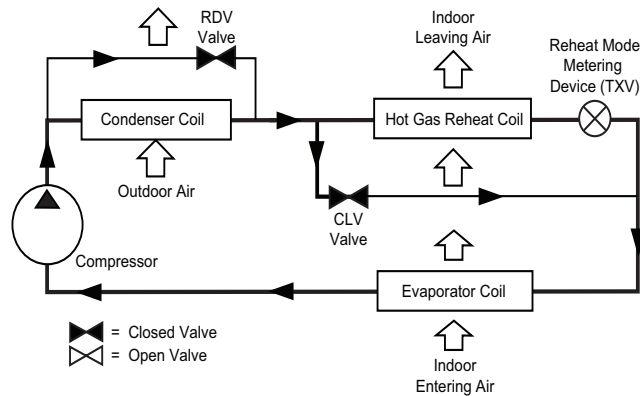 RDV
Valve
Indoor
Leaving Air
Reheat Mode
Metering
Device (TXV)
Condenser Coil
Hot Gas Reheat Coil
Outdoor Air
CLV
Valve
Compressor
Evaporator Coil
= Closed Valve
= Open Valve
Indoor
Entering Air